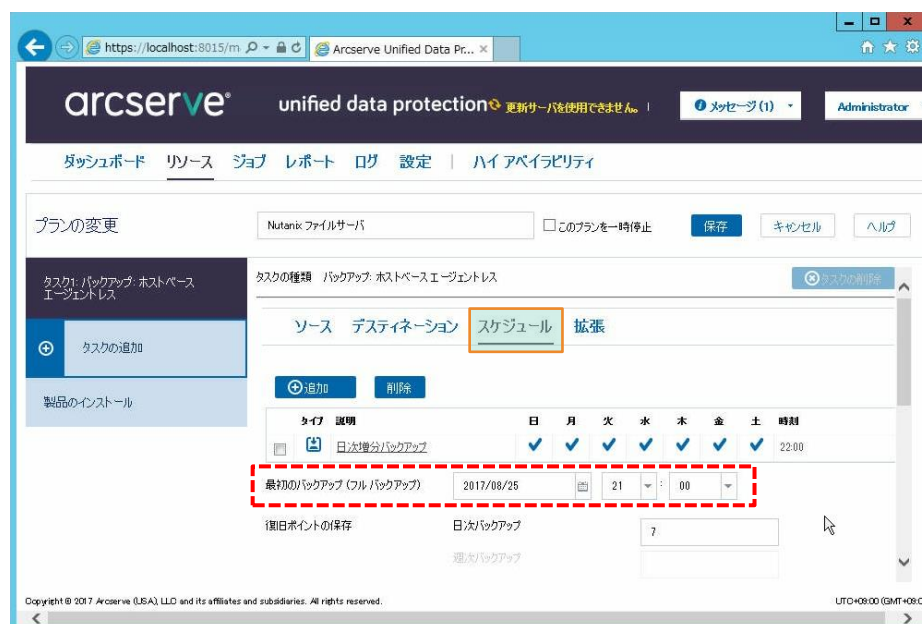 https://localhost:8015/m
Arcserve Unified Data Pr... ×
arcserve® unified data protection 更新サーバを使用できません。 | メッセージ (1) Administrator
ダッシュボード リソース ジョブ レポート ログ 設定 | ハイ アベイラビリティ
プランの変更 Nutanix ファイルサーバ このプランを一時停止 保存 キャンセル ヘルプ
タスク1: バックアップ: ホストベース
エージェントレス
タスクの種類 バックアップ: ホストベース エージェントレス タスクの削除
ソース デスティネーション スケジュール 拡張
タスクの追加
追加 削除
製品のインストール
タイプ 説明 日 月 火 水 木 金 土 時刻
日次増分バックアップ 22:00
最初のバックアップ (フル バックアップ) 2017/08/25 21 : 00
復旧ポイントの保存 日次バックアップ 7
週次バックアップ
Copyright © 2017 Arcserve (USA), LLC and its affiliates and subsidiaries. All rights reserved. UTC+09:00 (GMT+09:0